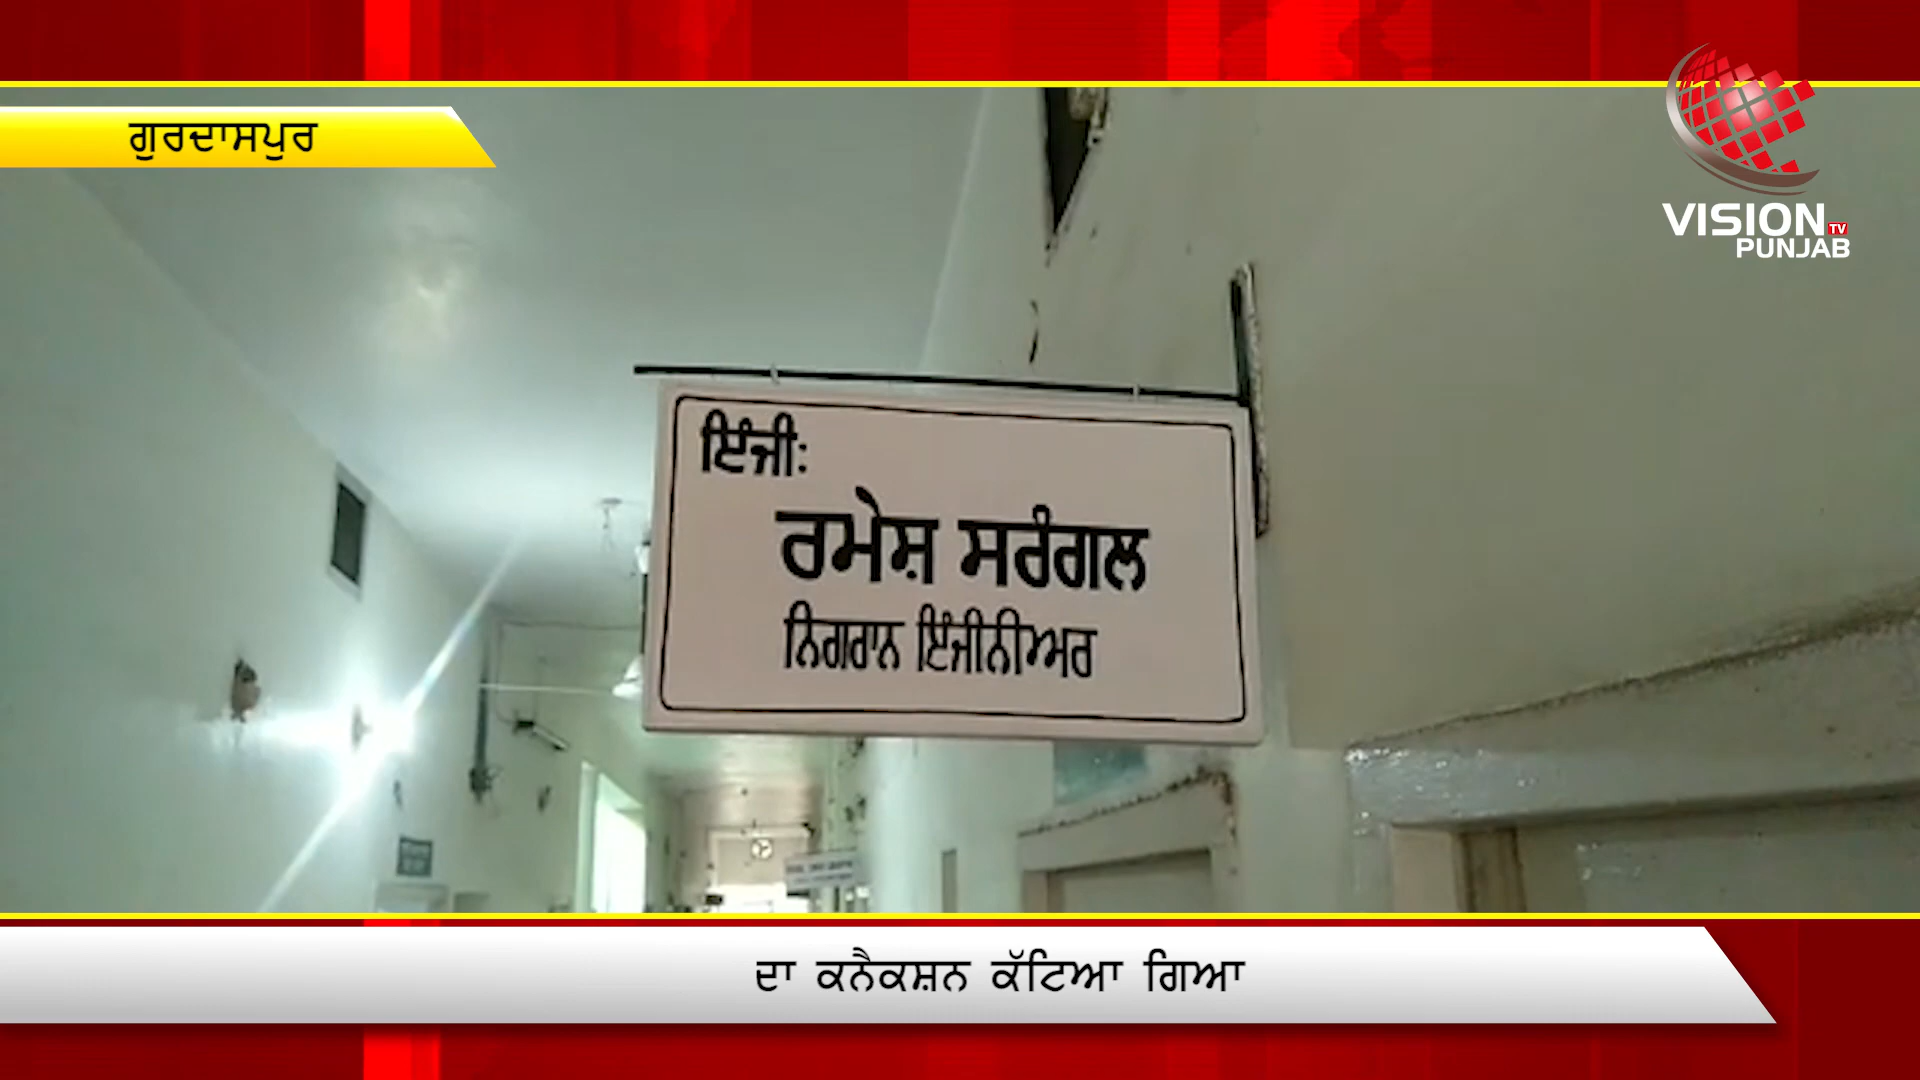 ਗੁਰਦਾਸਪੁਰ
VISION TV
PUNJAB
ਇੰਜੀ:
ਰਮੇਸ਼ ਸਰੰਗਲ
ਨਿਗਰਾਨ ਇੰਜੀਨੀਅਰ
ਦਾ ਕਨੈਕਸ਼ਨ ਕੱਟਿਆ ਗਿਆ